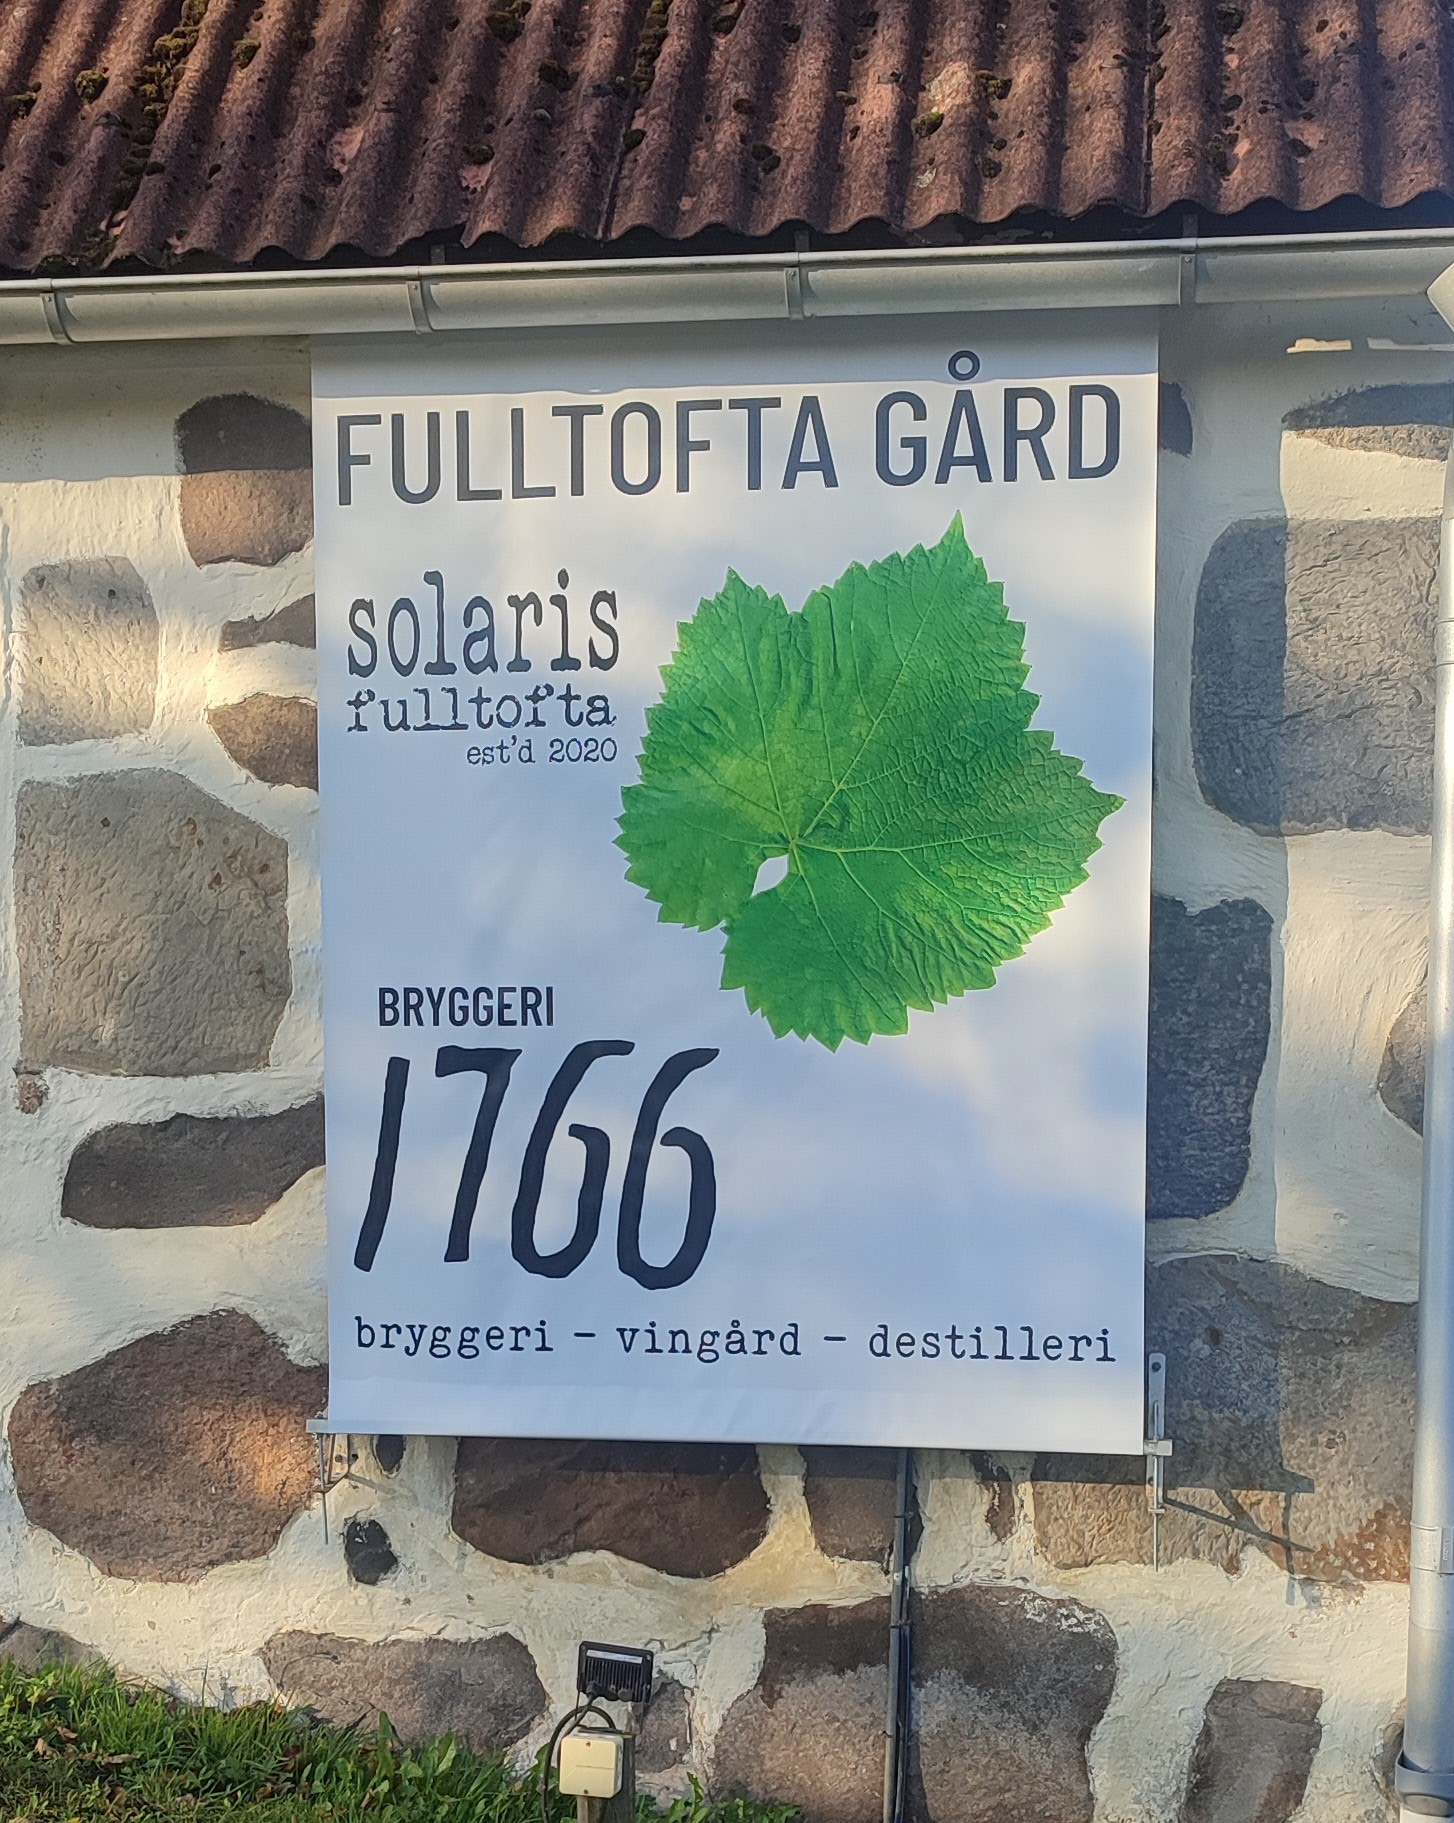 FULLTOFTA GÅRD
solaris
fulltofta
est'd 2020
BRYGGERI
1766
bryggeri - vingård - destilleri